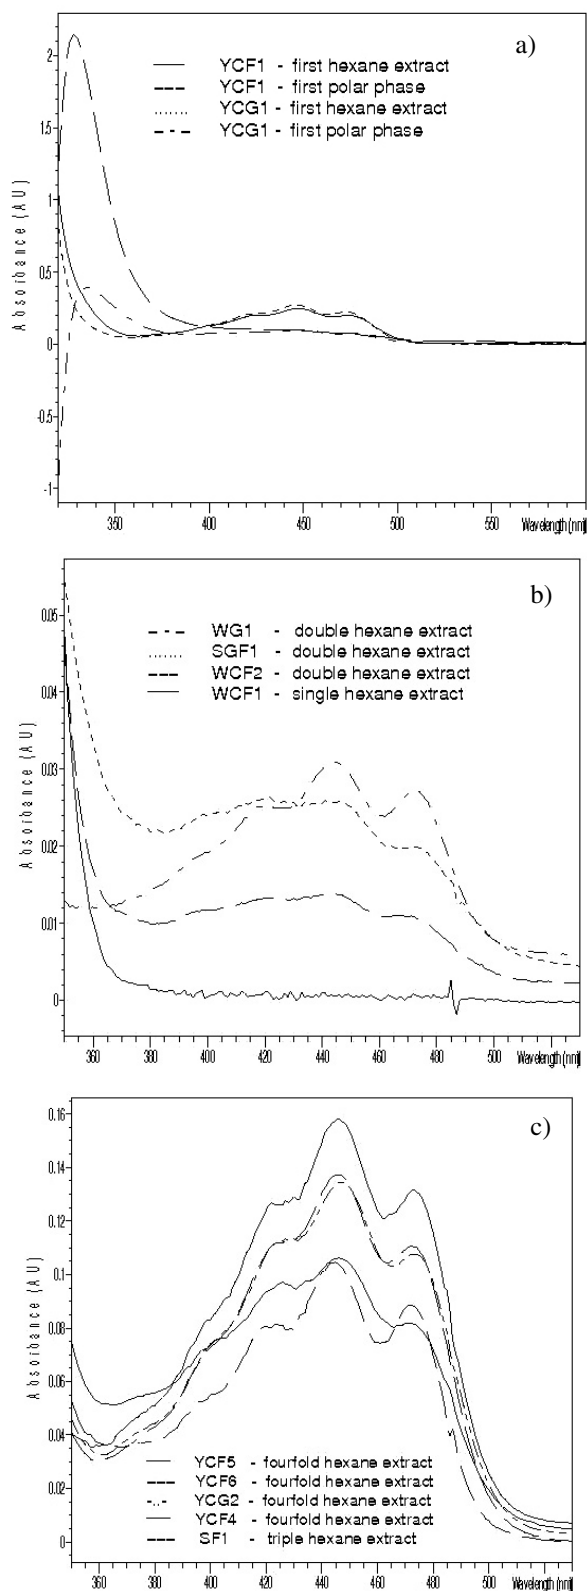 a)
YCF1 - first hexane extract
YCF1 - first polar phase
YCG1 - first hexane extract
YCG1 - first polar phase
Absorbance (AU)
2
1.5
1
0.5
0
-0.5
-1
350 400 450 500 550 Wavelength (nm)
b)
WG1 - double hexane extract
SGF1 - double hexane extract
WCF2 - double hexane extract
WCF1 - single hexane extract
Absorbance (AU)
0.05
0.04
0.03
0.02
0.01
0
360 380 400 420 440 460 480 500 Wavelength (nm)
c)
Absorbance (AU)
0.16
0.14
0.12
0.1
0.08
0.06
0.04
0.02
0
YCF5 - fourfold hexane extract
YCF6 - fourfold hexane extract
YCG2 - fourfold hexane extract
YCF4 - fourfold hexane extract
SF1 - triple hexane extract
360 380 400 420 440 460 480 500 Wavelength (nm)